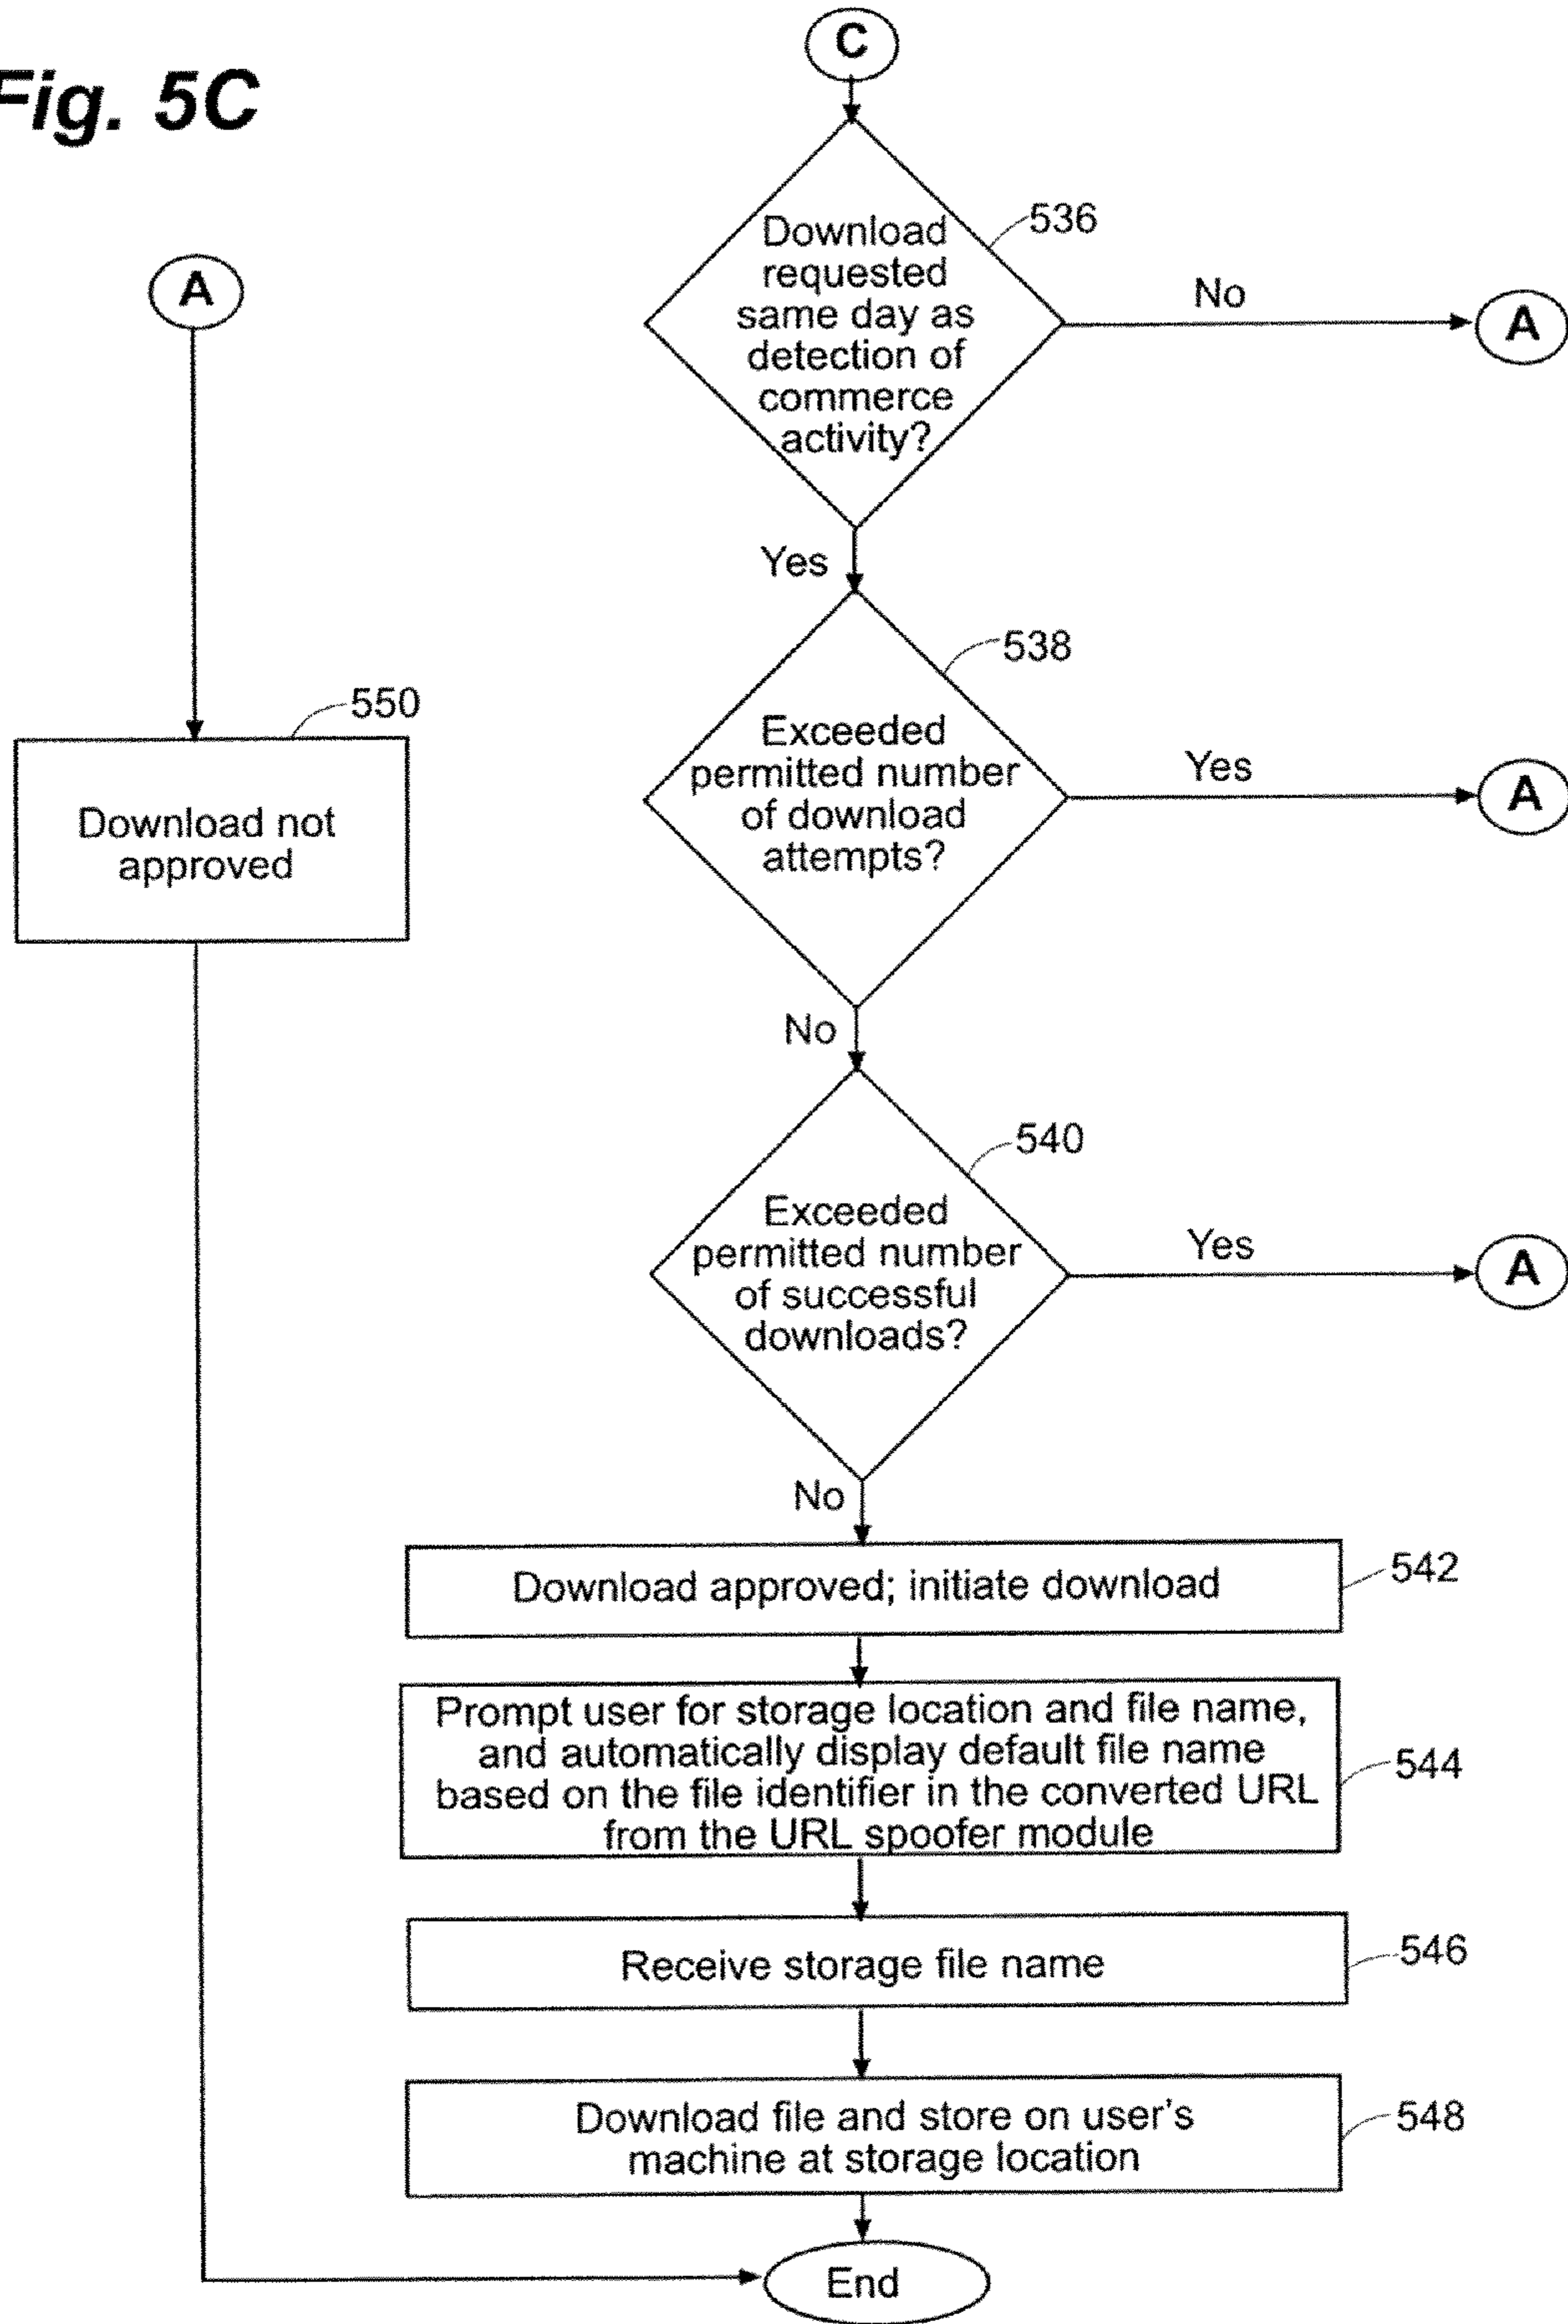 Fig. 5C
C
Download
requested
same day as
detection of
commerce
activity?
536
No
A
A
Yes
538
Exceeded
permitted number
of download
attempts?
Yes
A
550
Download not
approved
No
540
Exceeded
permitted number
of successful
downloads?
Yes
A
No
Download approved; initiate download
542
Prompt user for storage location and file name,
and automatically display default file name
based on the file identifier in the converted URL
from the URL spoofer module
544
Receive storage file name
546
Download file and store on user's
machine at storage location
548
End